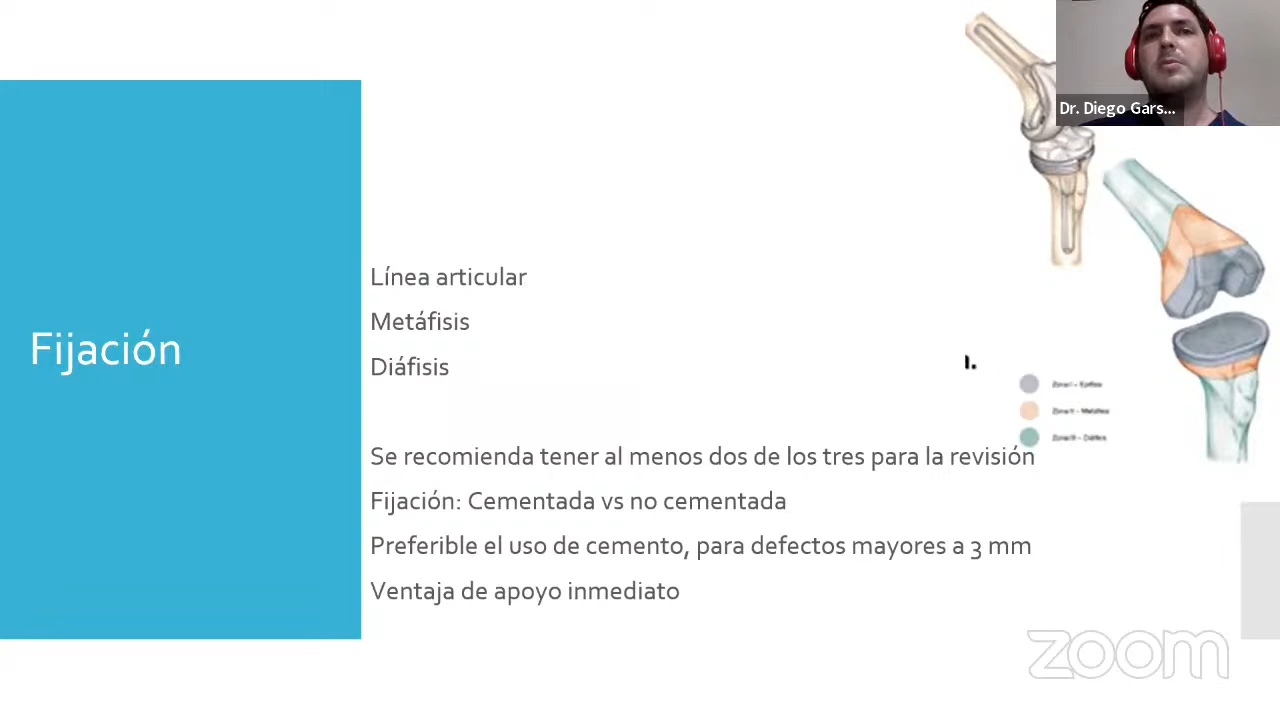 Dr. Diego Gars...
Fijación
Línea articular
Metáfisis
Diáfisis
Se recomienda tener al menos dos de los tres para la revisión
Fijación: Cementada vs no cementada
Preferible el uso de cemento, para defectos mayores a 3 mm
Ventaja de apoyo inmediato
zoom